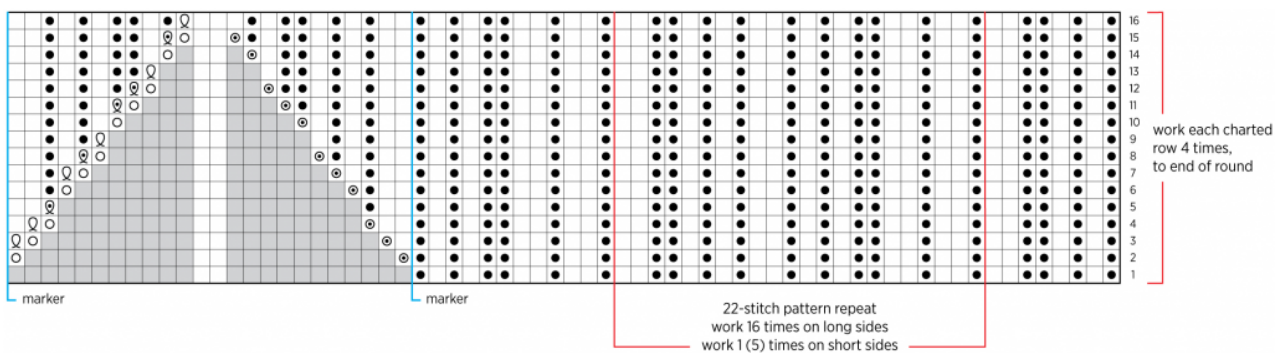 16
15
14
13
12
11
10
9
8
7
6
5
4
3
2
1
work each charted
row 4 times,
to end of round
marker
marker
22-stitch pattern repeat
work 16 times on long sides
work 1 (5) times on short sides